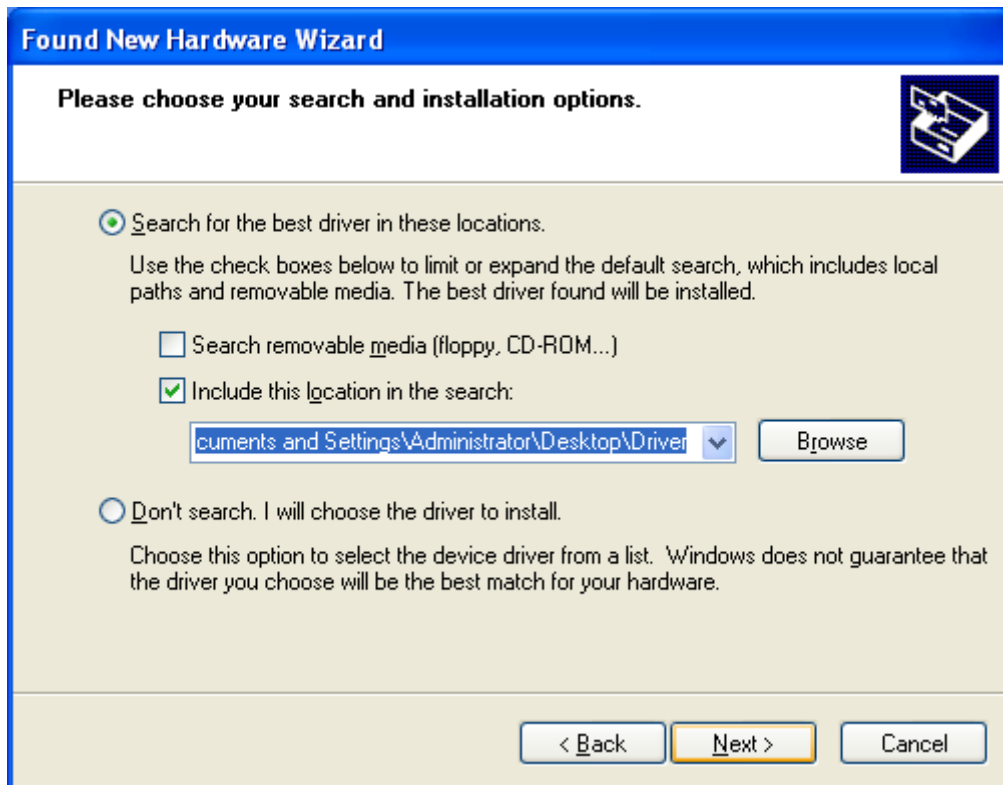 Found New Hardware Wizard
Please choose your search and installation options.
Search for the best driver in these locations.
Use the check boxes below to limit or expand the default search, which includes local
paths and removable media. The best driver found will be installed.
Search removable media (floppy, CD-ROM...)
Include this location in the search:
cuments and Settings\Administrator\Desktop\Driver
Browse
Don't search. I will choose the driver to install.
Choose this option to select the device driver from a list.  Windows does not guarantee that
the driver you choose will be the best match for your hardware.
< Back
Next >
Cancel